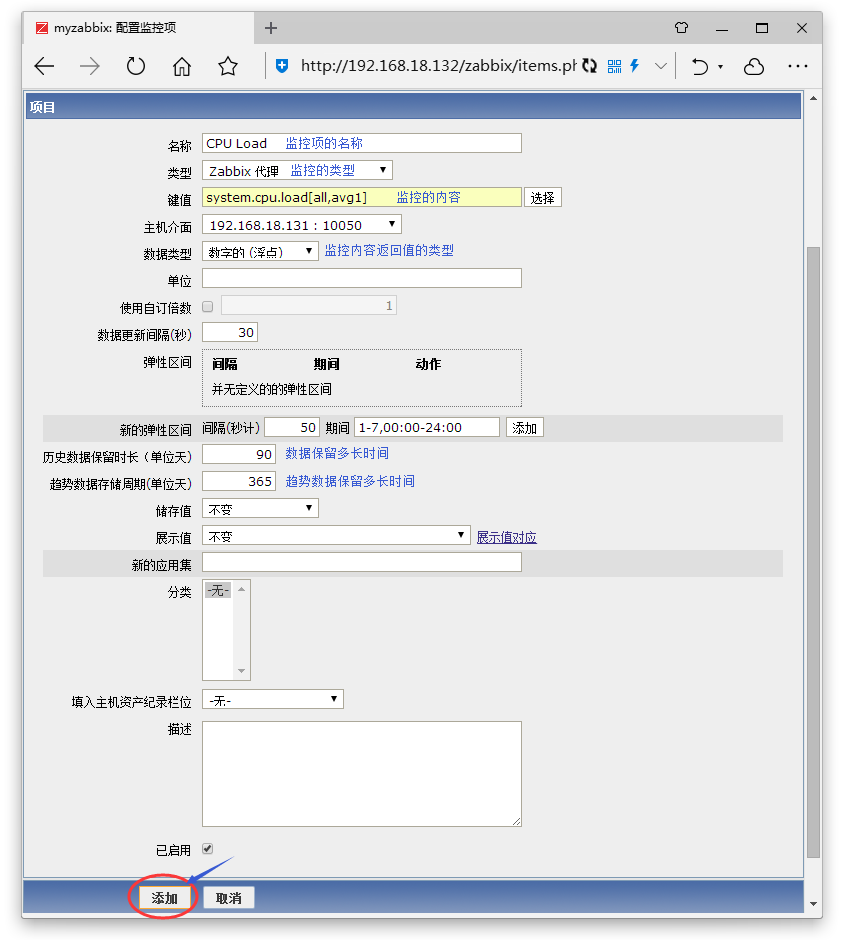 myzabbix: 配置监控项
http://192.168.18.132/zabbix/items.ph
项目
名称 CPU Load 监控项的名称
类型 Zabbix 代理 监控的类型
键值 system.cpu.load[all,avg1] 监控的内容 选择
主机介面 192.168.18.131 : 10050
数据类型 数字的 (浮点) 监控内容返回值的类型
单位
使用自订倍数 1
数据更新间隔(秒) 30
弹性区间 间隔 期间 动作
并无定义的的弹性区间
新的弹性区间 间隔(秒计) 50 期间 1-7,00:00-24:00 添加
历史数据保留时长 (单位天) 90 数据保留多长时间
趋势数据存储周期(单位天) 365 趋势数据保留多长时间
储存值 不变
展示值 不变 展示值对应
新的应用集
分类 -无-
填入主机资产纪录栏位 -无-
描述
已启用
添加 取消